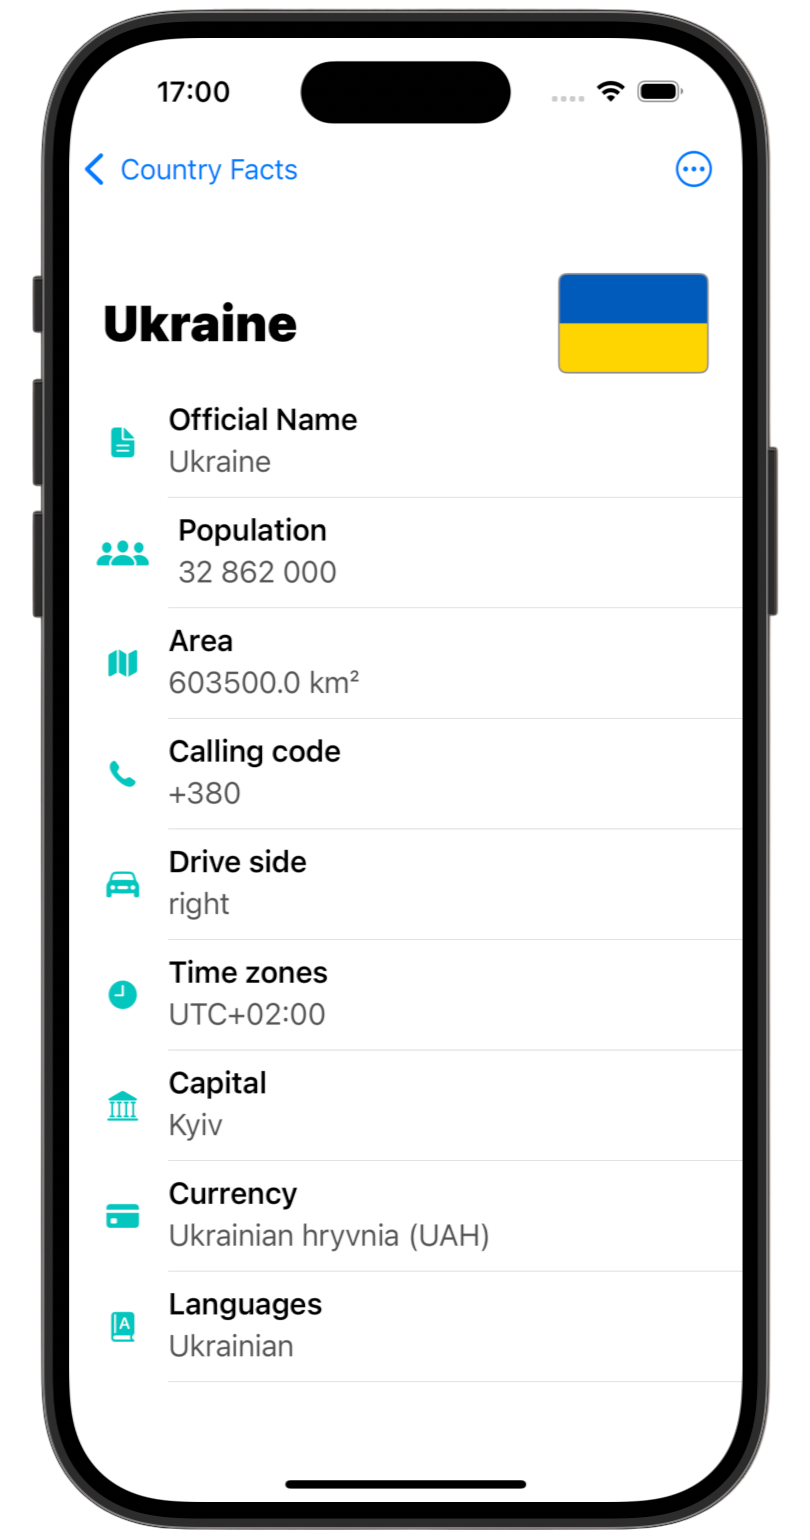 17:00
Country Facts
Ukraine
Official Name
Ukraine
Population
32 862 000
Area
603500.0 km²
Calling code
+380
Drive side
right
Time zones
UTC+02:00
Capital
Kyiv
Currency
Ukrainian hryvnia (UAH)
A
Languages
Ukrainian